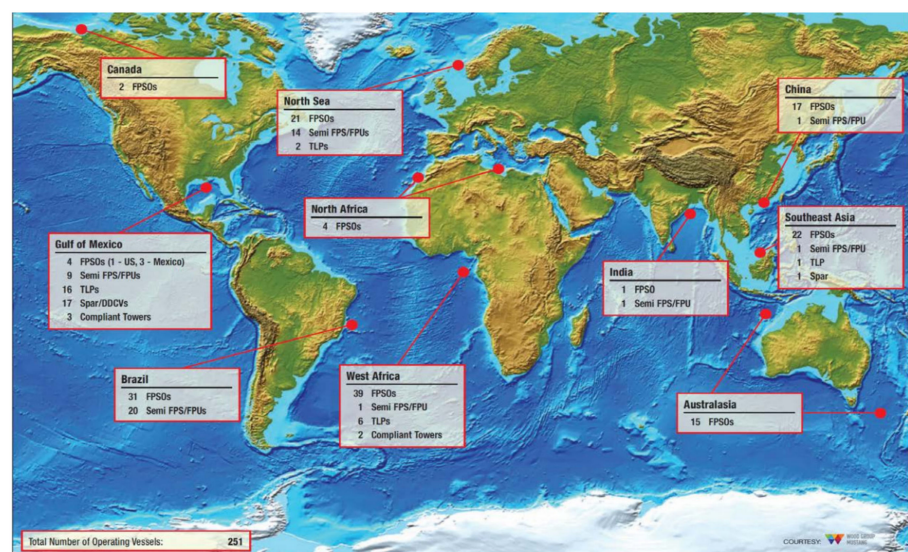 Canada
2 FPSOs
North Sea
21 FPSOs
14 Semi FPS/FPUs
2 TLPs
China
17 FPSOs
1 Semi FPS/FPU
North Africa
4 FPSOs
Gulf of Mexico
4 FPSOs (1 - US, 3 - Mexico)
9 Semi FPS/FPUs
16 TLPs
17 Spar/DDCVs
3 Compliant Towers
Southeast Asia
22 FPSOs
1 Semi FPS/FPU
1 TLP
1 Spar
India
1 FPSO
1 Semi FPS/FPU
Brazil
31 FPSOs
20 Semi FPS/FPUs
West Africa
39 FPSOs
1 Semi FPS/FPU
6 TLPs
2 Compliant Towers
Australasia
15 FPSOs
Total Number of Operating Vessels: 251
COURTESY: WOOD GROUP
MUSTANG